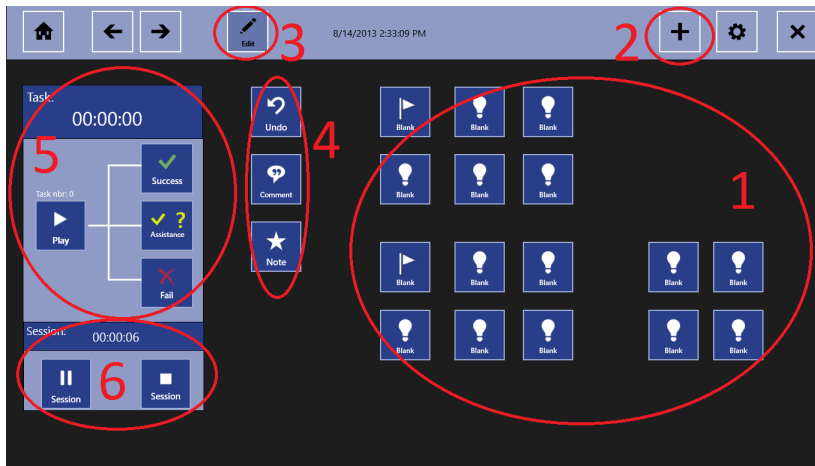 Edit
3
8/14/2013 2:33:09 PM
2
Task:
00:00:00
5
Task nbr: 0
Play
Success
Assistance
Fail
Undo
4
Comment
Note
Blank
Blank
Blank
Blank
Blank
Blank
1
Blank
Blank
Blank
Blank
Blank
Blank
Blank
Blank
Blank
Blank
Session:
00:00:06
Session
6
Session